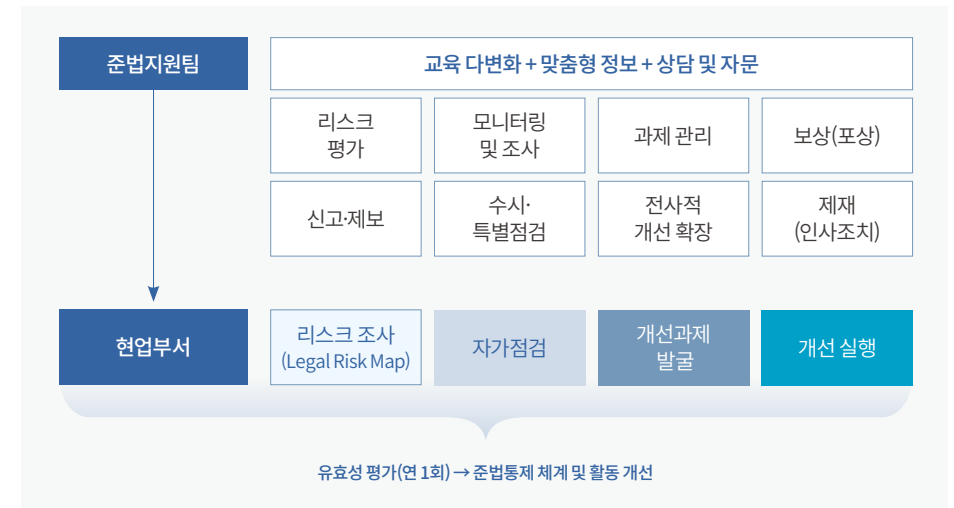 준법지원팀
교육 다변화 + 맞춤형 정보 + 상담 및 자문
리스크
평가
모니터링
및 조사
과제 관리
보상(포상)
신고·제보
수시·
특별점검
전사적
개선 확장
제재
(인사조치)
현업부서
리스크 조사
(Legal Risk Map)
자가점검
개선과제
발굴
개선 실행
유효성 평가(연 1회) → 준법통제 체계 및 활동 개선